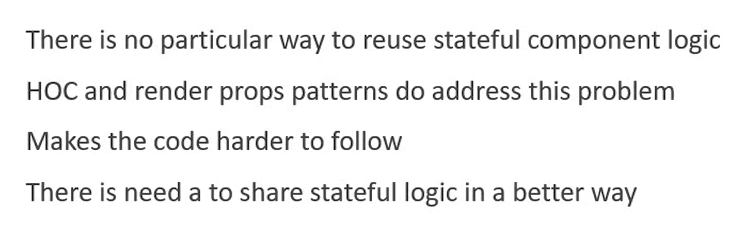 There is no particular way to reuse stateful component logic
HOC and render props patterns do address this problem
Makes the code harder to follow
There is need a to share stateful logic in a better way